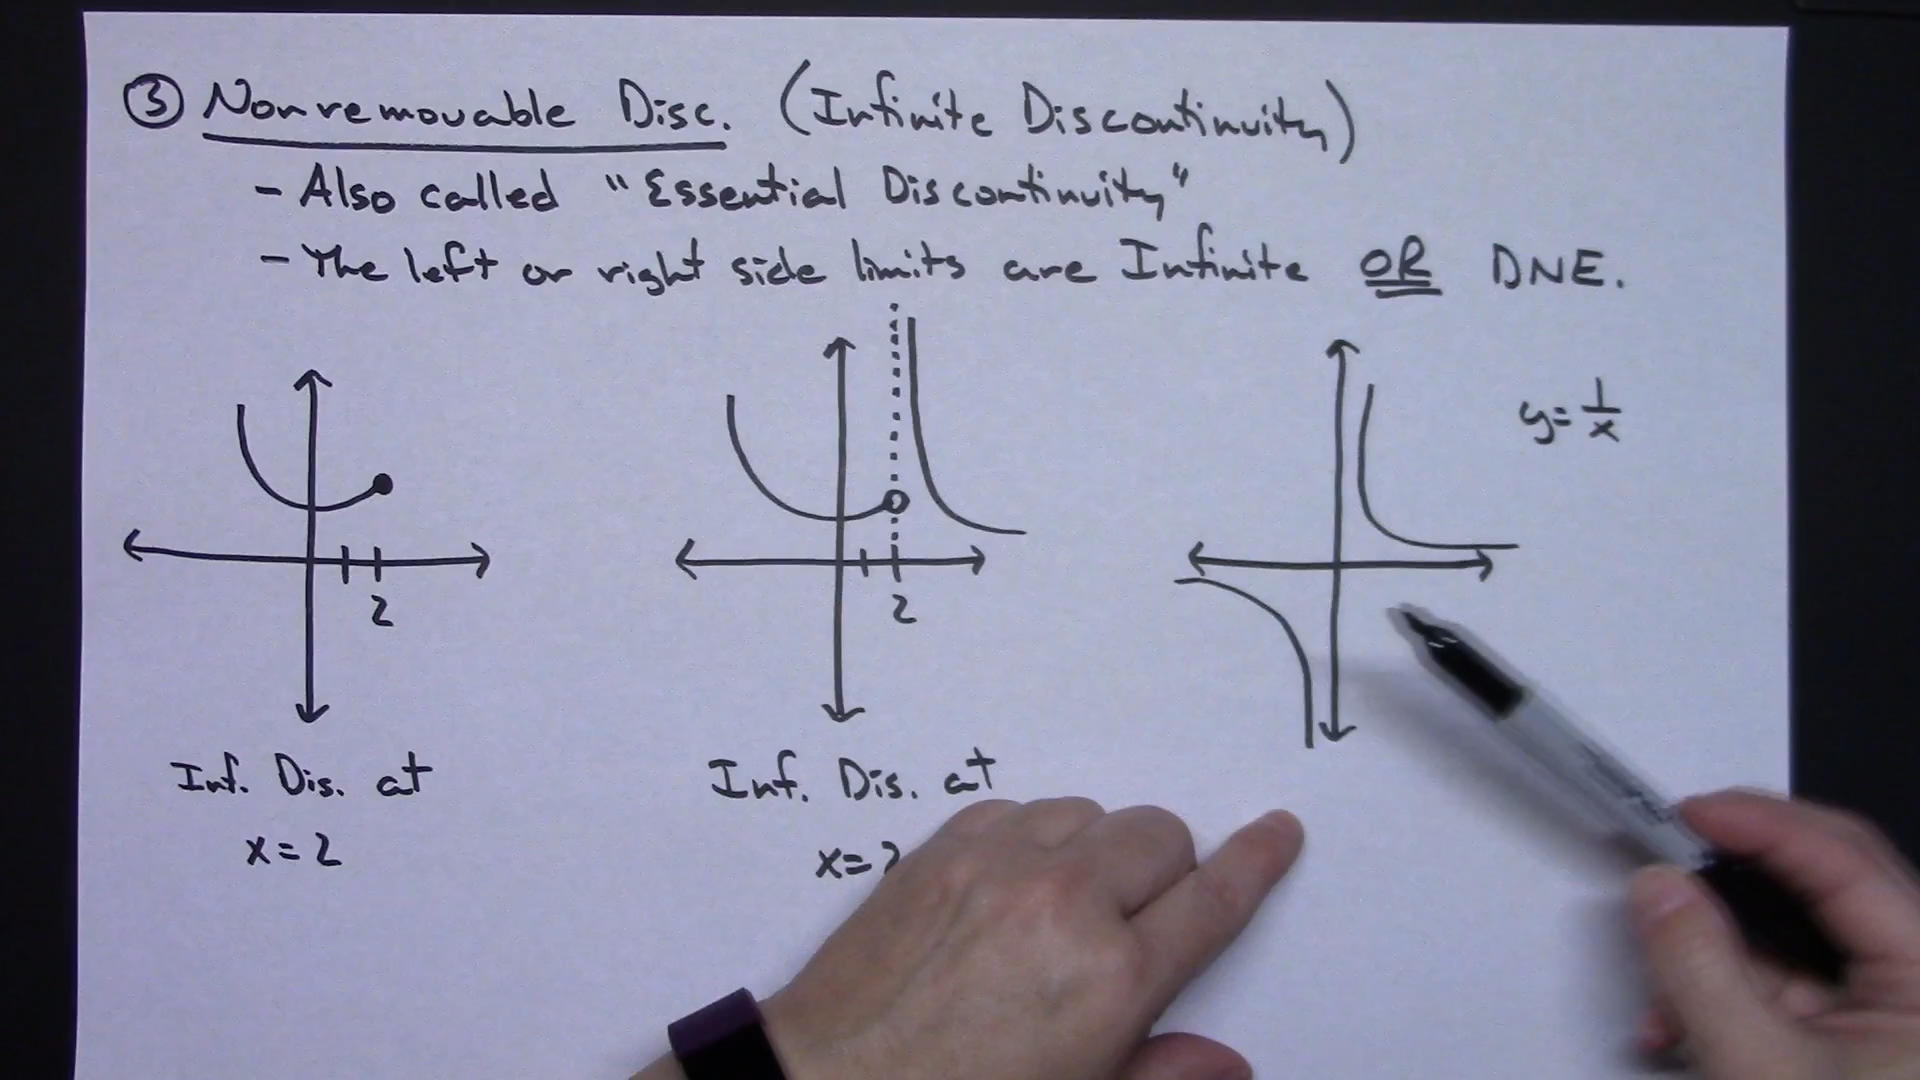 ③ Nonremovable Disc. (Infinite Discontinuity)
- Also called "Essential Discontinuity"
- The left or right side limits are Infinite OR DNE.
y = 1/x
2
2
Inf. Dis. at
x = 2
Inf. Dis. at
x = 2